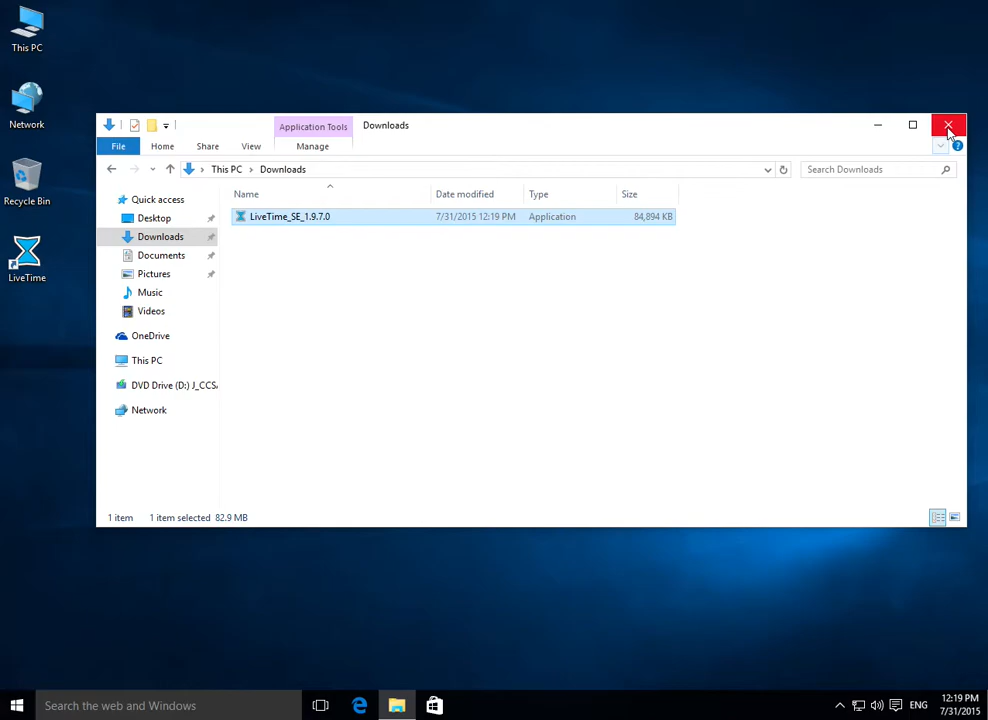 This PC
Network
Recycle Bin
LiveTime
Application Tools
Downloads
File
Home
Share
View
Manage
This PC
Downloads
Search Downloads
Name
Date modified
Type
Size
LiveTime_SE_1.9.7.0
7/31/2015 12:19 PM
Application
84,894 KB
Quick access
Desktop
Downloads
Documents
Pictures
Music
Videos
OneDrive
This PC
DVD Drive (D:) J_CCSA
Network
1 item
1 item selected 82.9 MB
Search the web and Windows
ENG
12:19 PM
7/31/2015